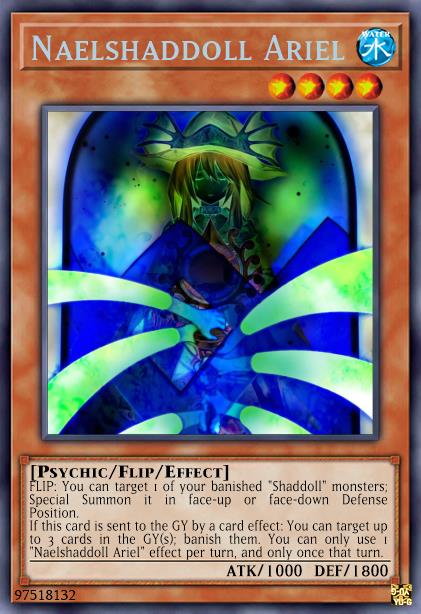 NAELSHADDOLL ARIEL
WATER
水
[PSYCHIC/FLIP/EFFECT]
FLIP: You can target 1 of your banished "Shaddoll" monsters;
Special Summon it in face-up or face-down Defense
Position.
If this card is sent to the GY by a card effect: You can target up
to 3 cards in the GY(s); banish them. You can only use 1
"Naelshaddoll Ariel" effect per turn, and only once that turn.
ATK/1000 DEF/1800
97518132